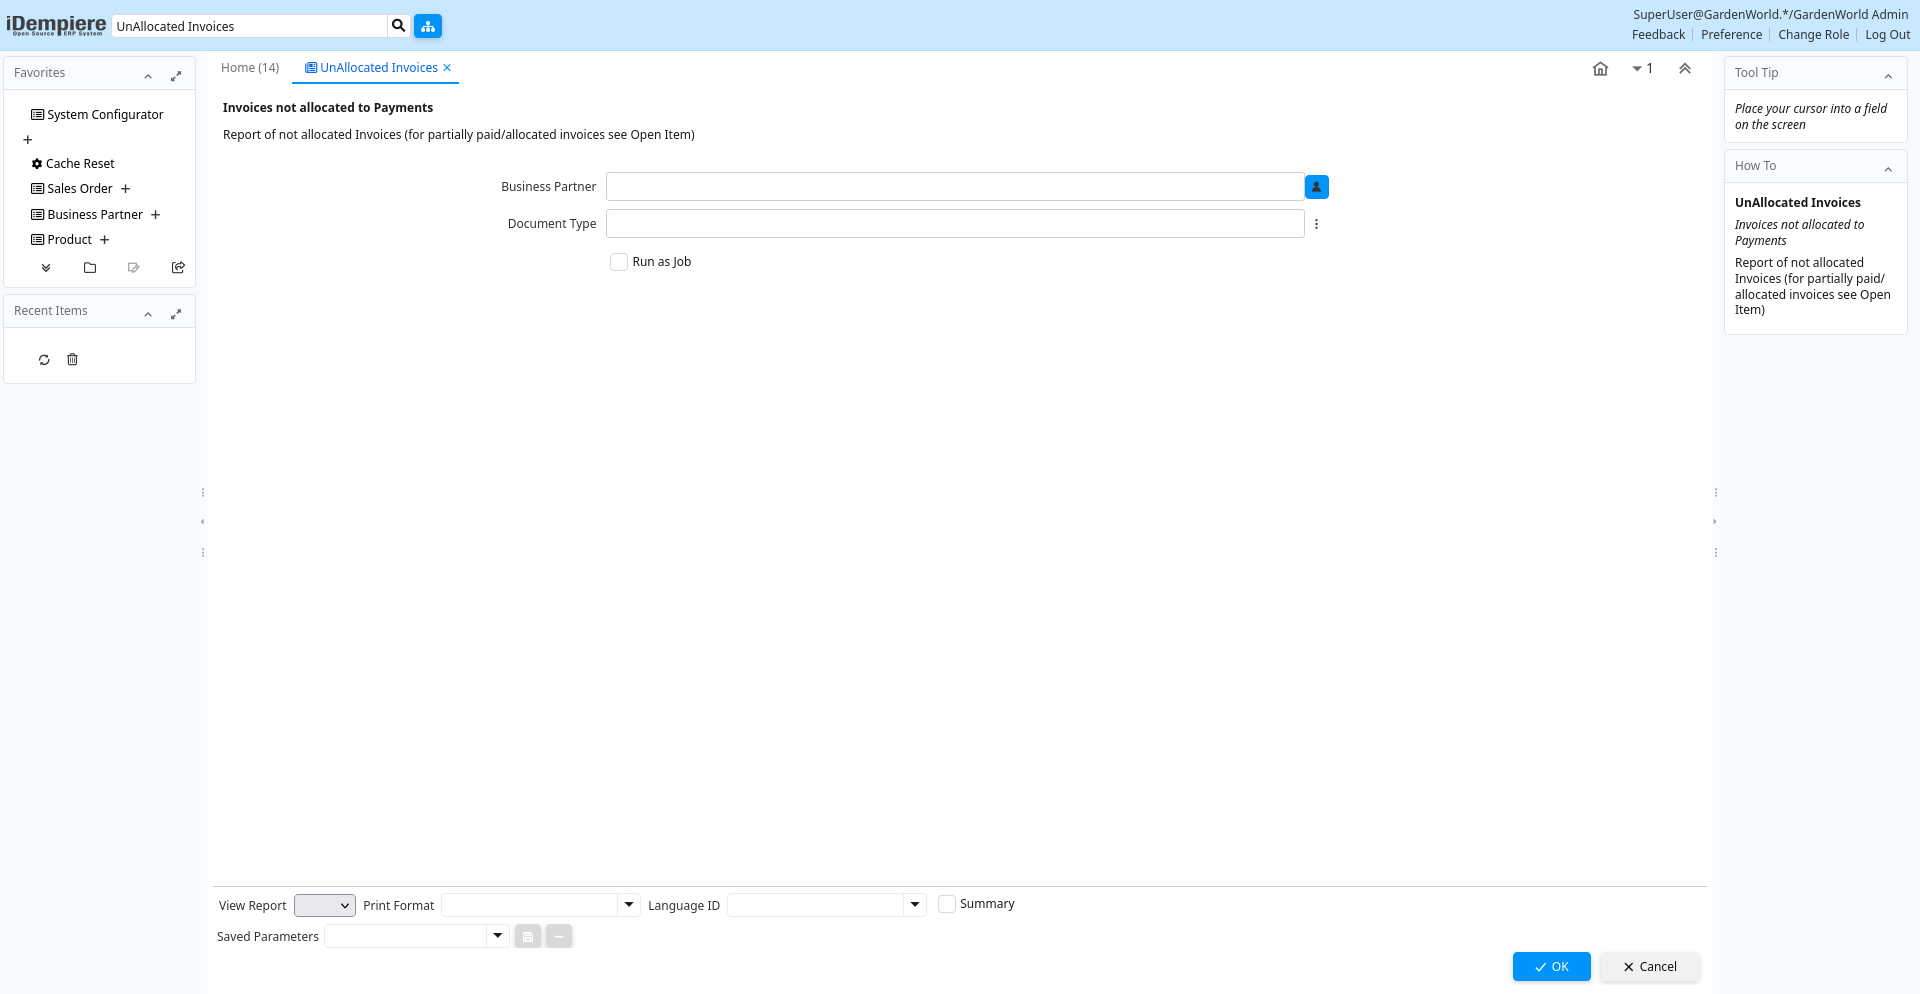 iDempiere
Open Source ERP System
UnAllocated Invoices
SuperUser@GardenWorld.*/GardenWorld Admin
Feedback
Preference
Change Role
Log Out
Favorites
System Configurator
Cache Reset
Sales Order
Business Partner
Product
Recent Items
Home (14)
UnAllocated Invoices
1
Invoices not allocated to Payments
Report of not allocated Invoices (for partially paid/allocated invoices see Open Item)
Business Partner
Document Type
Run as Job
View Report
Print Format
Language ID
Summary
Saved Parameters
OK
Cancel
Tool Tip
Place your cursor into a field
on the screen
How To
UnAllocated Invoices
Invoices not allocated to
Payments
Report of not allocated
Invoices (for partially paid/
allocated invoices see Open
Item)